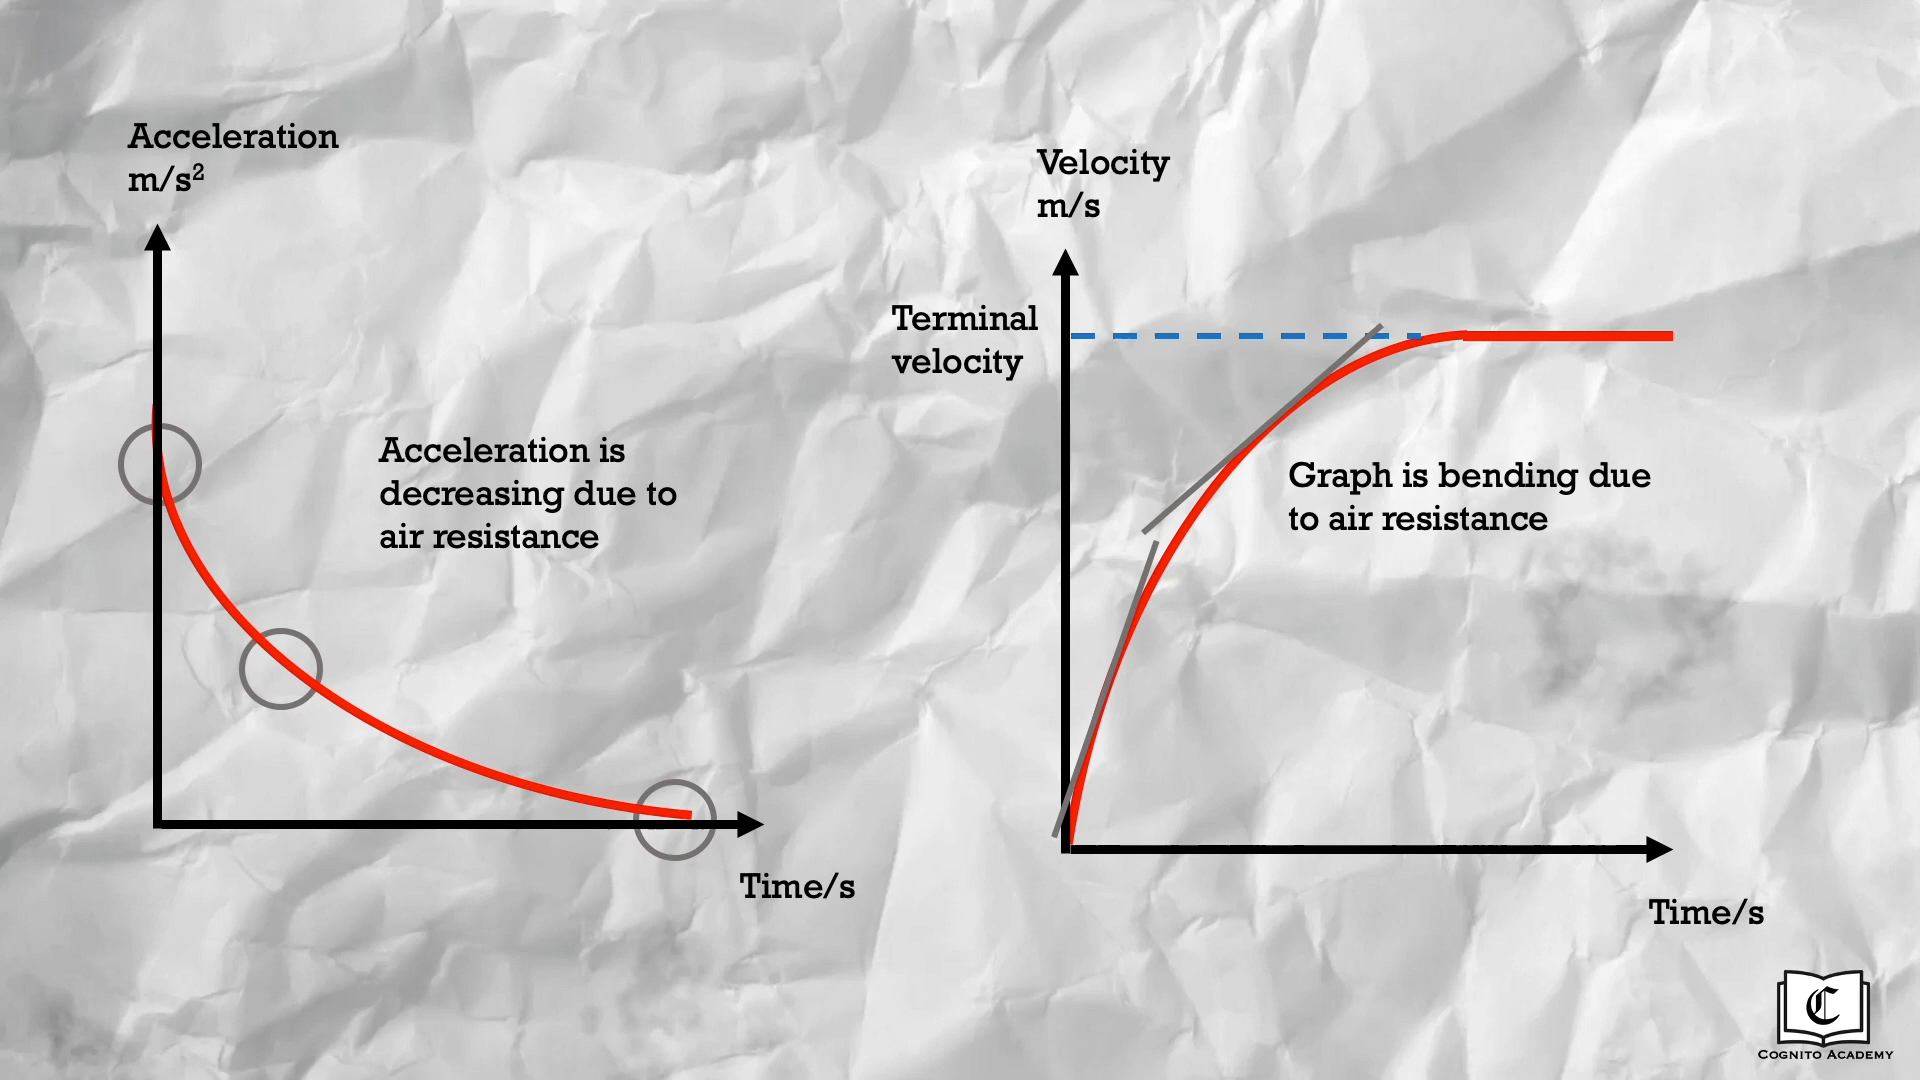 Acceleration
m/s²
Acceleration is
decreasing due to
air resistance
Time/s
Velocity
m/s
Terminal
velocity
Graph is bending due
to air resistance
Time/s
C
COGNITO ACADEMY